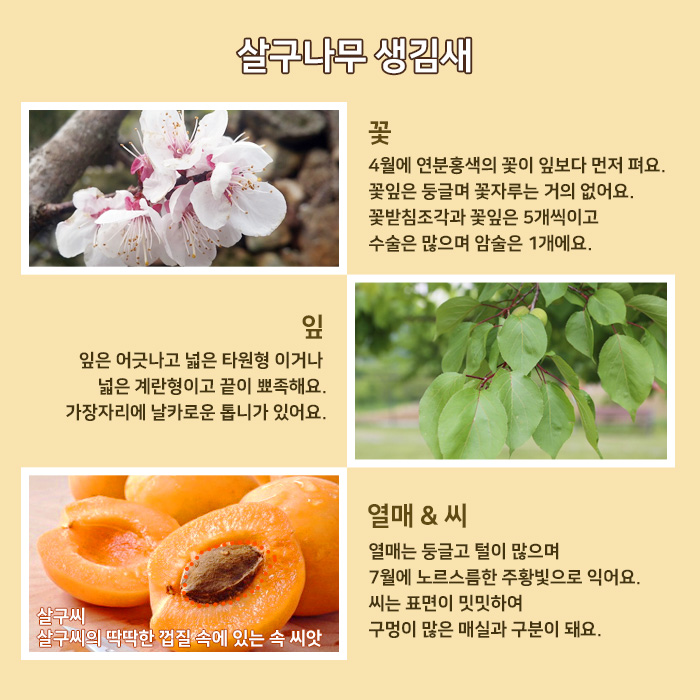 살구나무 생김새
꽃
4월에 연분홍색의 꽃이 잎보다 먼저 펴요.
꽃잎은 둥글며 꽃자루는 거의 없어요.
꽃받침조각과 꽃잎은 5개씩이고
수술은 많으며 암술은 1개에요.
잎
잎은 어긋나고 넓은 타원형 이거나
넓은 계란형이고 끝이 뾰족해요.
가장자리에 날카로운 톱니가 있어요.
살구씨
살구씨의 딱딱한 껍질 속에 있는 속 씨앗
열매 & 씨
열매는 둥글고 털이 많으며
7월에 노르스름한 주황빛으로 익어요.
씨는 표면이 밋밋하여
구멍이 많은 매실과 구분이 돼요.